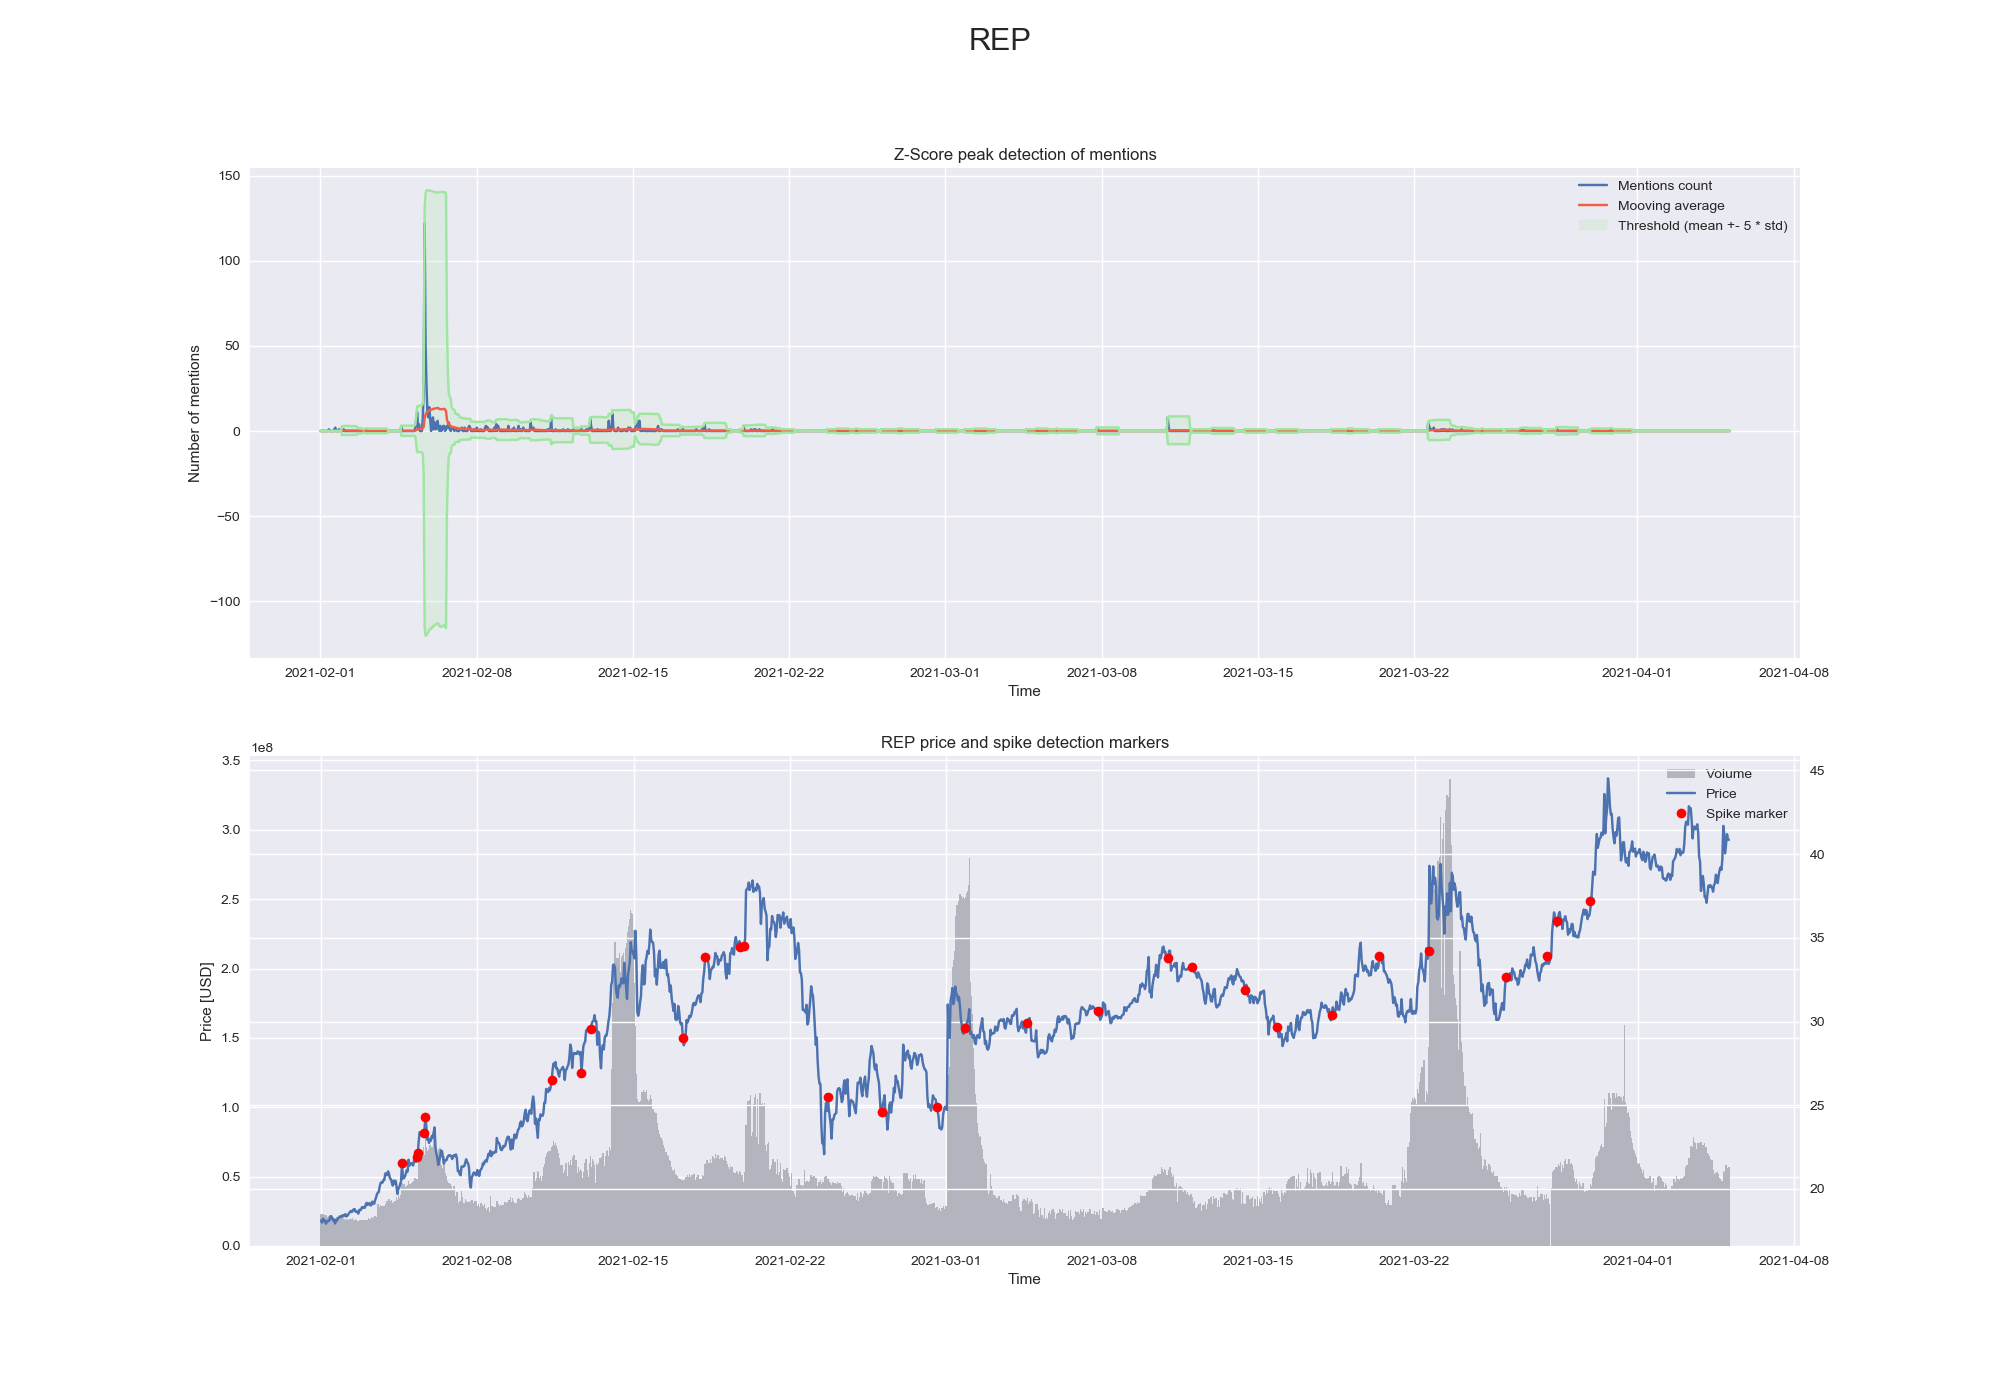 REP
Z-Score peak detection of mentions
150
100
50
0
−50
−100
Number of mentions
Mentions count
Mooving average
Threshold (mean +- 5 * std)
2021-02-01 2021-02-08 2021-02-15 2021-02-22 2021-03-01 2021-03-08 2021-03-15 2021-03-22 2021-04-01 2021-04-08
Time
REP price and spike detection markers
1e8
3.5
3.0
2.5
2.0
1.5
1.0
0.5
0.0
Price [USD]
Volume
Price
Spike marker
45
40
35
30
25
20
2021-02-01 2021-02-08 2021-02-15 2021-02-22 2021-03-01 2021-03-08 2021-03-15 2021-03-22 2021-04-01 2021-04-08
Time